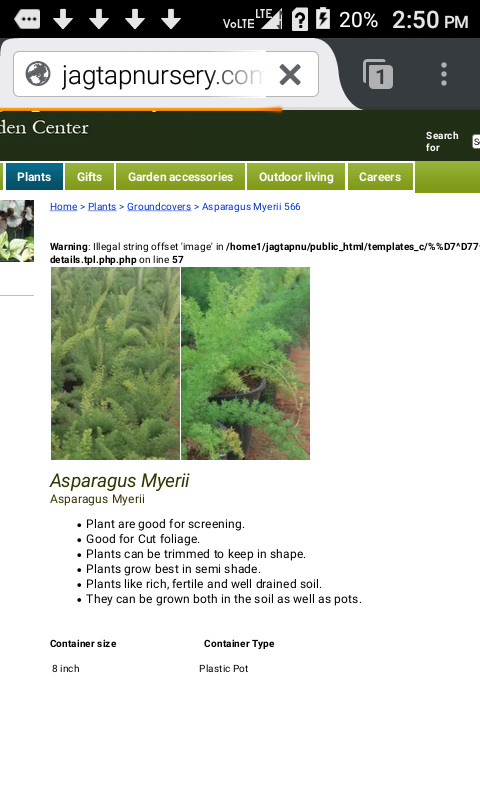 VoLTE LTE 20% 2:50 PM
jagtapnursery.com 1
den Center
Search
for
Plants Gifts Garden accessories Outdoor living Careers
Home > Plants > Groundcovers > Asparagus Myerii 566
Warning: Illegal string offset 'image' in /home1/jagtapnu/public_html/templates_c/%%D7^D77
details.tpl.php.php on line 57
Asparagus Myerii
Asparagus Myerii
• Plant are good for screening.
• Good for Cut foliage.
• Plants can be trimmed to keep in shape.
• Plants grow best in semi shade.
• Plants like rich, fertile and well drained soil.
• They can be grown both in the soil as well as pots.
Container size Container Type
8 inch Plastic Pot